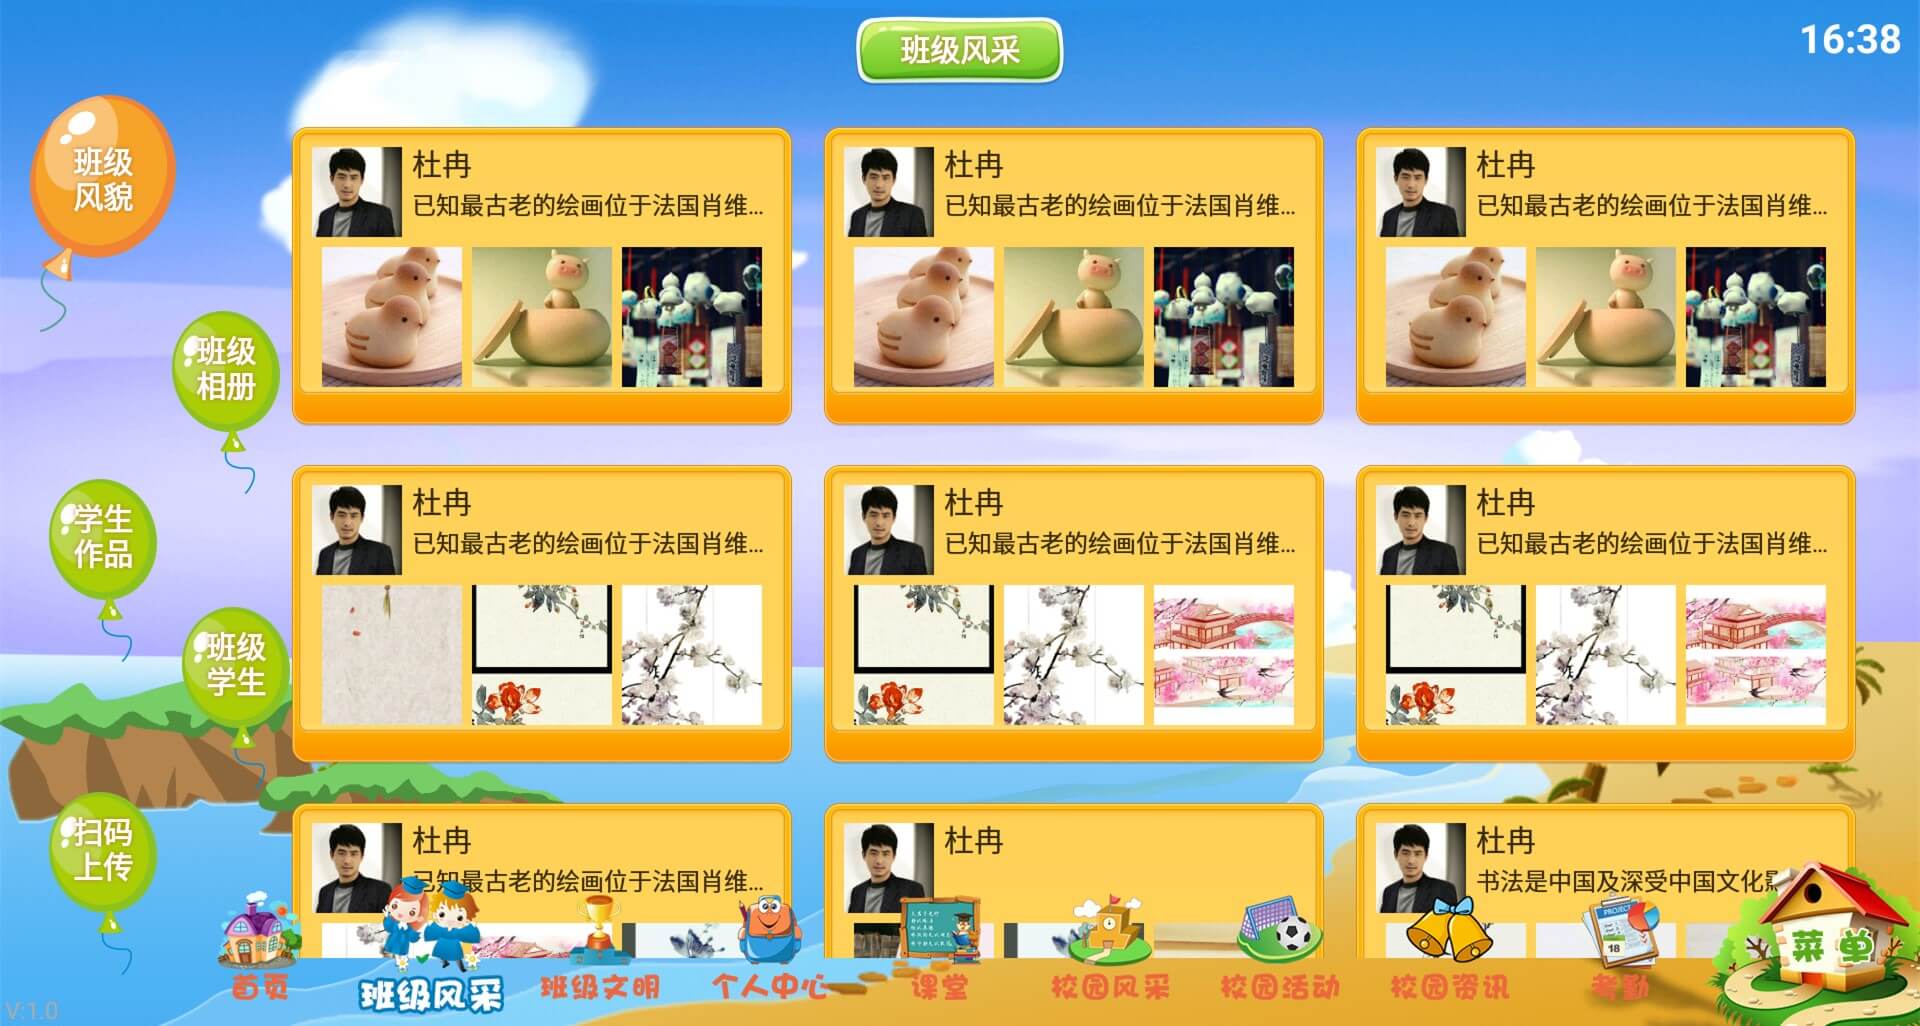 班级风采
16:38
班级
风貌
班级
相册
学生
作品
班级
学生
扫码
上传
杜冉
已知最古老的绘画位于法国肖维...
杜冉
已知最古老的绘画位于法国肖维...
杜冉
已知最古老的绘画位于法国肖维...
杜冉
已知最古老的绘画位于法国肖维...
杜冉
已知最古老的绘画位于法国肖维...
杜冉
已知最古老的绘画位于法国肖维...
杜冉
已知最古老的绘画位于法国肖维...
杜冉
杜冉
书法是中国及深受中国文化
PROJECT
18
首页
班级风采
班级文明
个人中心
课堂
校园风采
校园活动
校园资讯
考勤
菜单
V:1.0